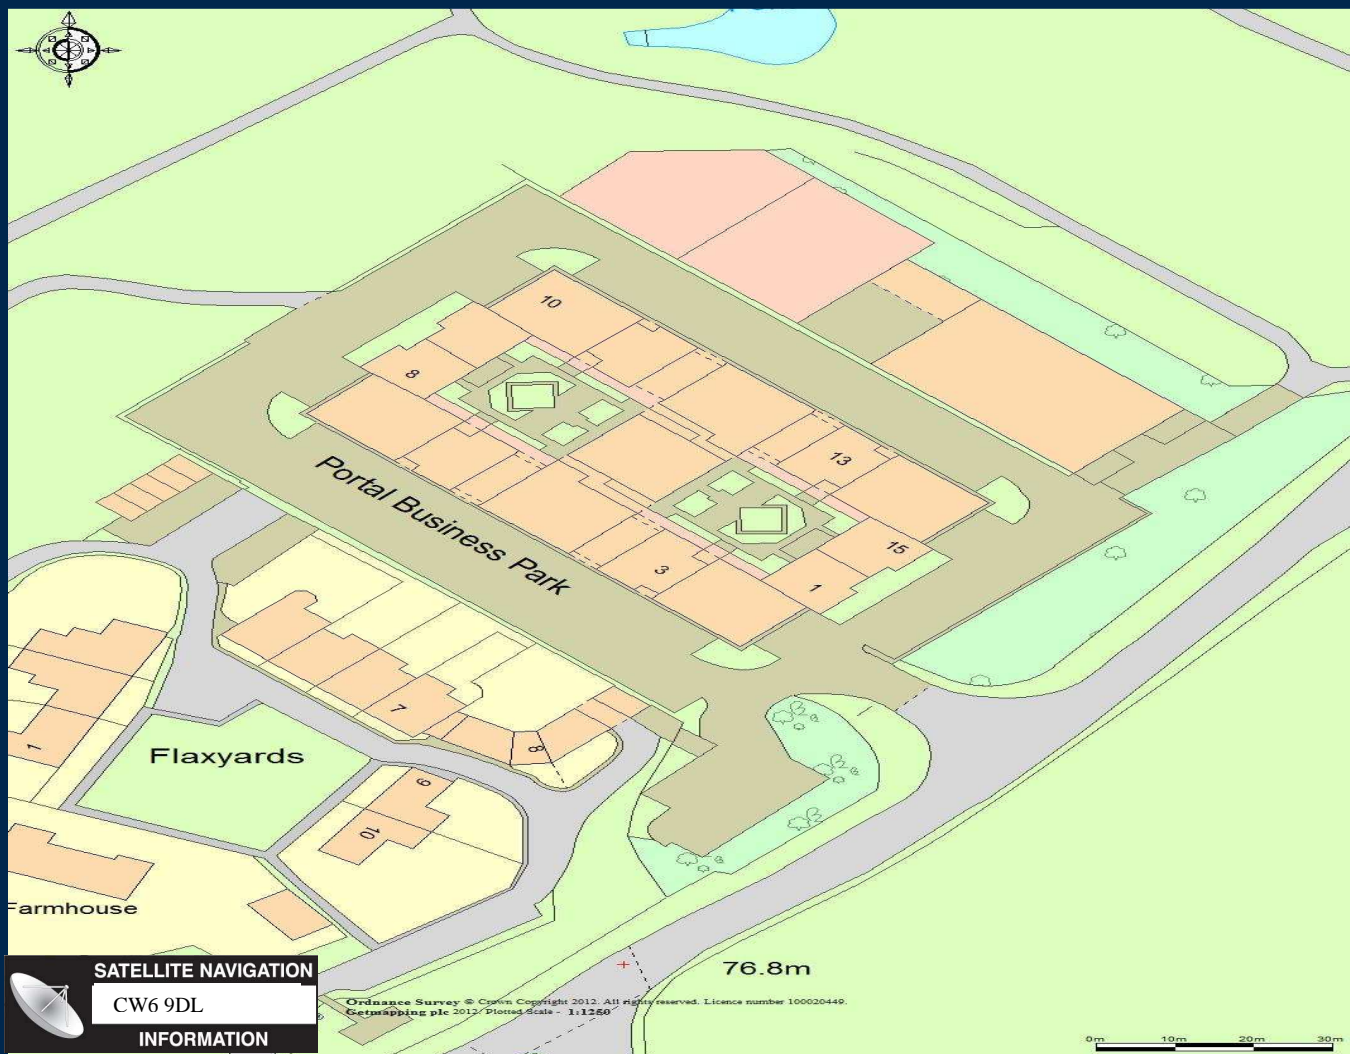 10
8
13
Portal Business Park
15
3
1
7
8
Flaxyards
1
9
10
Farmhouse
SATELLITE NAVIGATION
CW6 9DL
INFORMATION
76.8m
Ordnance Survey © Crown Copyright 2012. All rights reserved. Licence number 100020449.
Getmapping plc 2012. Plotted Scale - 1:1250
0m 10m 20m 30m